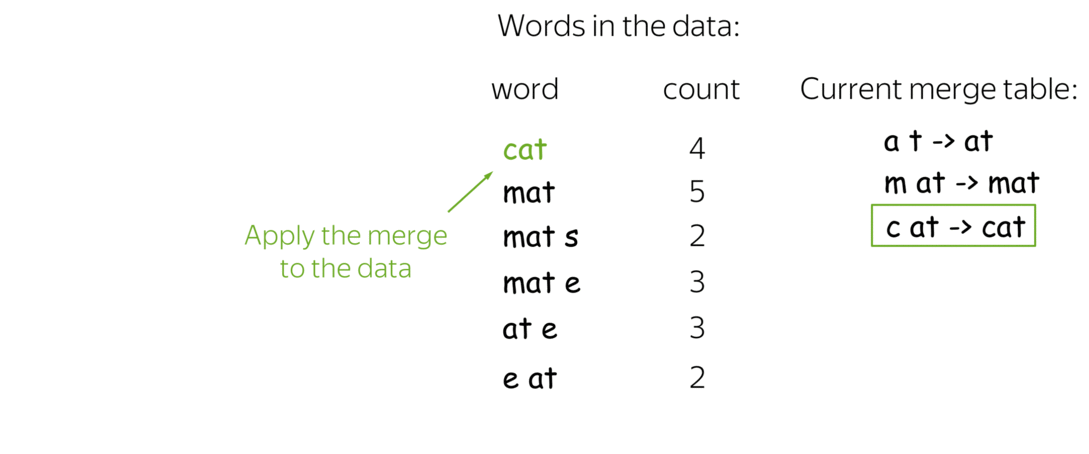 Words in the data:
word count Current merge table:
cat 4 a t -> at
mat 5 m at -> mat
mat s 2 c at -> cat
Apply the merge
to the data
mat e 3
at e 3
e at 2